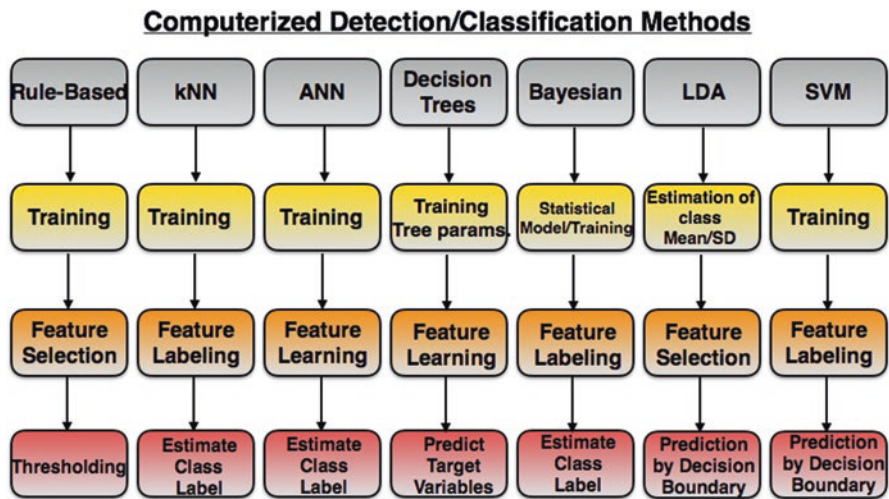 Computerized Detection/Classification Methods
Rule-Based
kNN
ANN
Decision
Trees
Bayesian
LDA
SVM
Training
Training
Training
Training
Tree params.
Statistical
Model/Training
Estimation of
class
Mean/SD
Training
Feature
Selection
Feature
Labeling
Feature
Learning
Feature
Learning
Feature
Labeling
Feature
Selection
Feature
Labeling
Thresholding
Estimate
Class
Label
Estimate
Class
Label
Predict
Target
Variables
Estimate
Class
Label
Prediction
by Decision
Boundary
Prediction
by Decision
Boundary